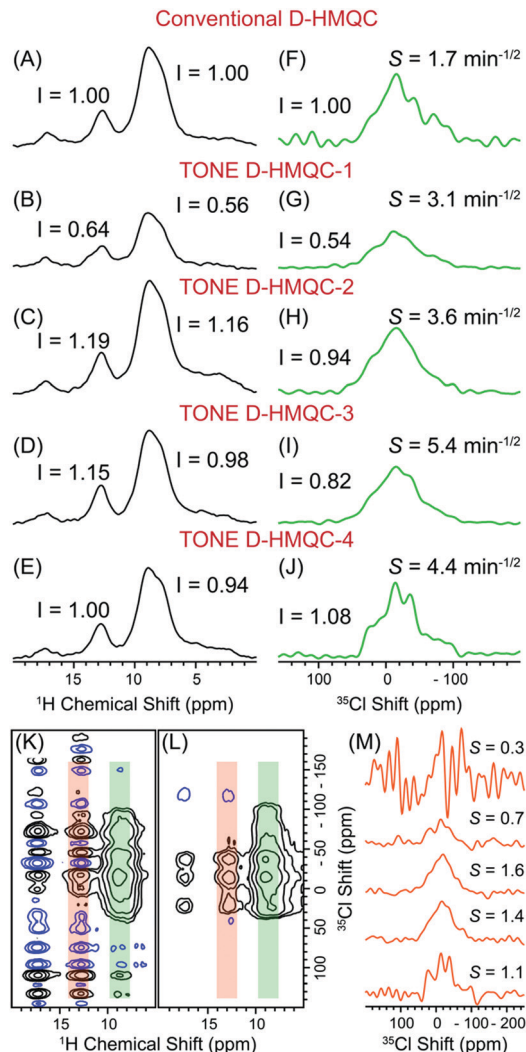 Conventional D-HMQC
(A)
I = 1.00
I = 1.00
(F)
S = 1.7 min-1/2
I = 1.00
TONE D-HMQC-1
(B)
I = 0.64
I = 0.56
(G)
S = 3.1 min-1/2
I = 0.54
TONE D-HMQC-2
(C)
I = 1.19
I = 1.16
(H)
S = 3.6 min-1/2
I = 0.94
TONE D-HMQC-3
(D)
I = 1.15
I = 0.98
(I)
S = 5.4 min-1/2
I = 0.82
TONE D-HMQC-4
(E)
I = 1.00
I = 0.94
(J)
S = 4.4 min-1/2
I = 1.08
15 10 5
1H Chemical Shift (ppm)
100 0 - 100
35Cl Shift (ppm)
(K)
(L)
- 150
- 100
- 50
0
50
100
35Cl Shift (ppm)
15 10
15 10
1H Chemical Shift (ppm)
(M)
S = 0.3
S = 0.7
S = 1.6
S = 1.4
S = 1.1
100 0 -100 -200
35Cl Shift (ppm)